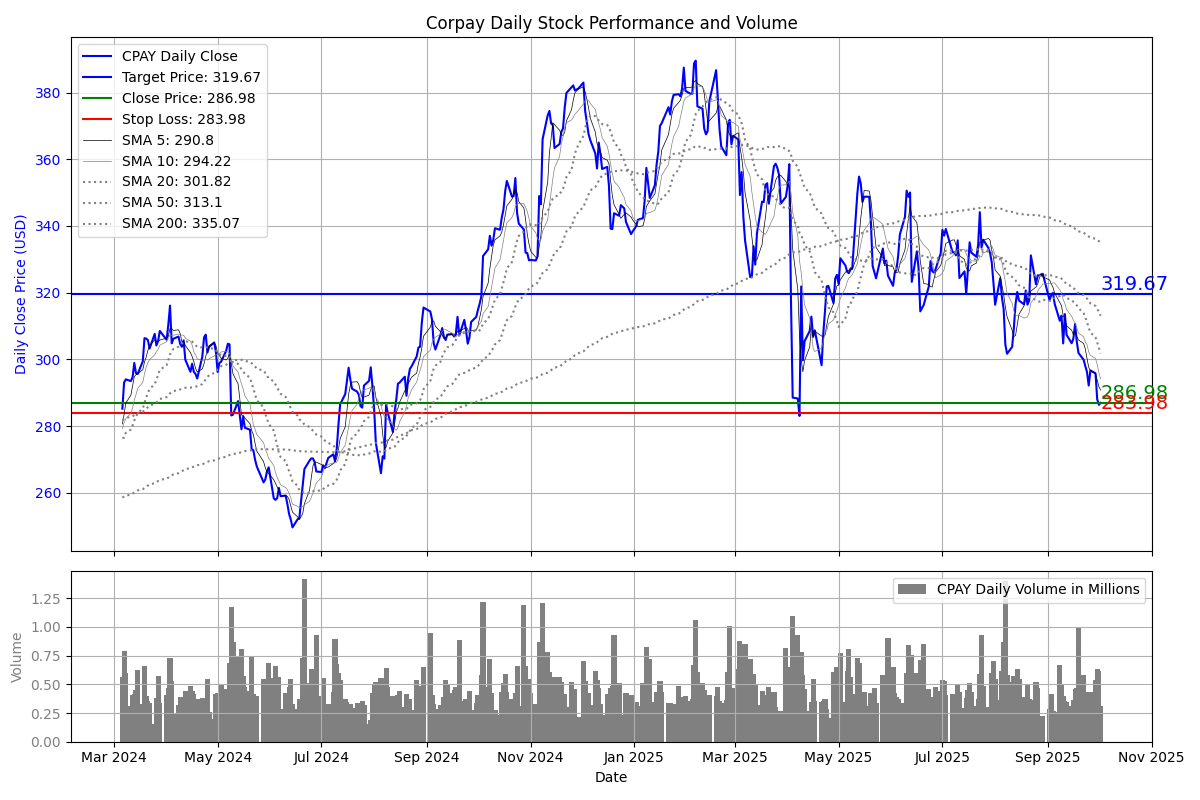 Corpay Daily Stock Performance and Volume
CPAY Daily Close
Target Price: 319.67
Close Price: 286.98
Stop Loss: 283.98
SMA 5: 290.8
SMA 10: 294.22
SMA 20: 301.82
SMA 50: 313.1
SMA 200: 335.07
Daily Close Price (USD)
380
360
340
320
300
280
260
319.67
286.98
283.98
CPAY Daily Volume in Millions
Volume
1.25
1.00
0.75
0.50
0.25
0.00
Mar 2024 May 2024 Jul 2024 Sep 2024 Nov 2024 Jan 2025 Mar 2025 May 2025 Jul 2025 Sep 2025 Nov 2025
Date